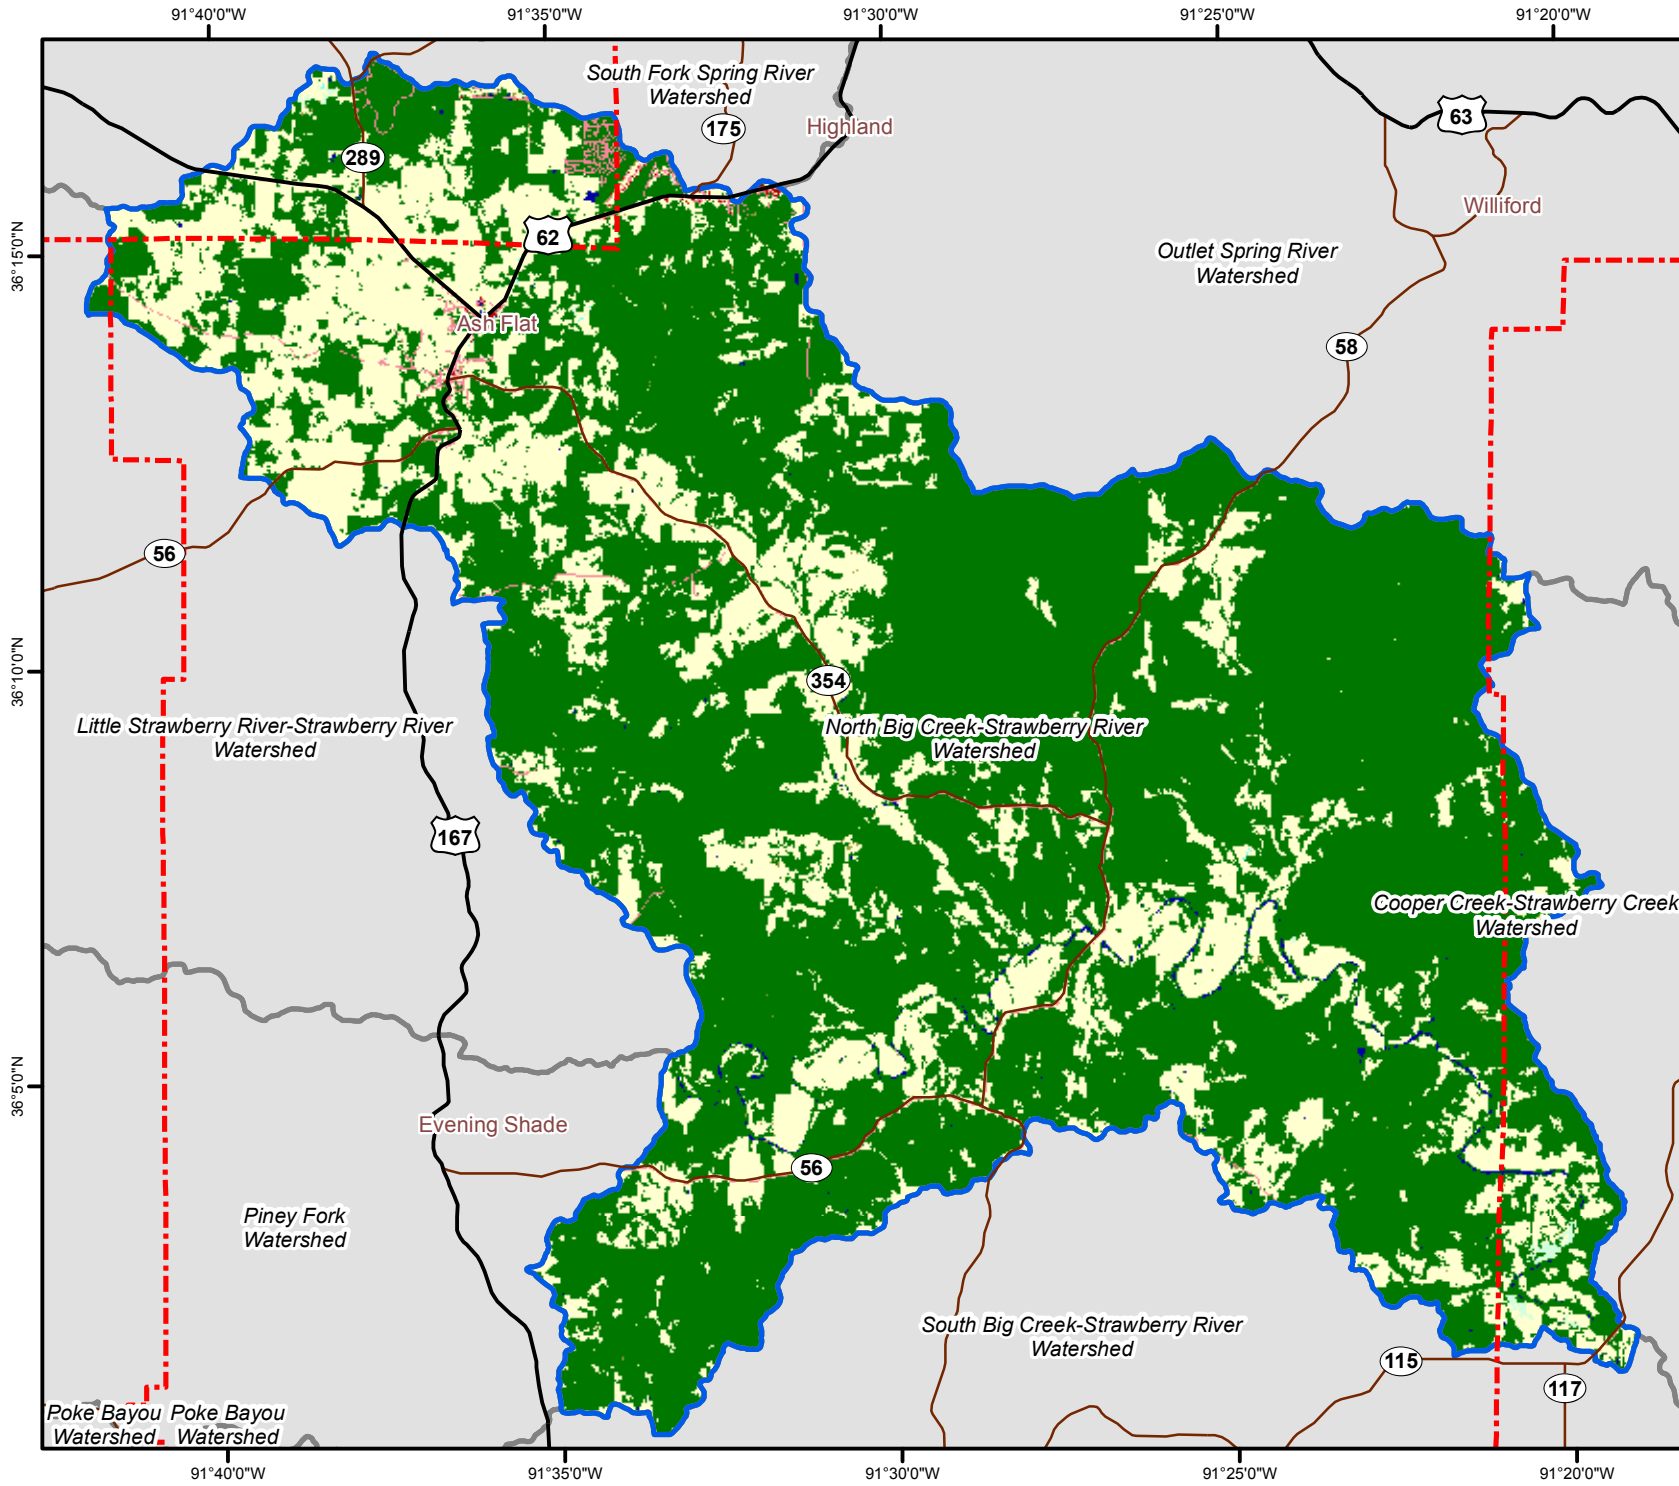 91°40'0"W
91°35'0"W
91°30'0"W
91°25'0"W
91°20'0"W
South Fork Spring River
Watershed
175
Highland
63
289
Williford
62
36°15'0"N
Outlet Spring River
Watershed
Ash Flat
58
56
36°10'0"N
354
Little Strawberry River-Strawberry River
Watershed
North Big Creek-Strawberry River
Watershed
167
Cooper Creek-Strawberry Creek
Watershed
36°5'0"N
Evening Shade
56
Piney Fork
Watershed
South Big Creek-Strawberry River
Watershed
115
117
Poke Bayou
Watershed
Poke Bayou
Watershed
91°40'0"W
91°35'0"W
91°30'0"W
91°25'0"W
91°20'0"W